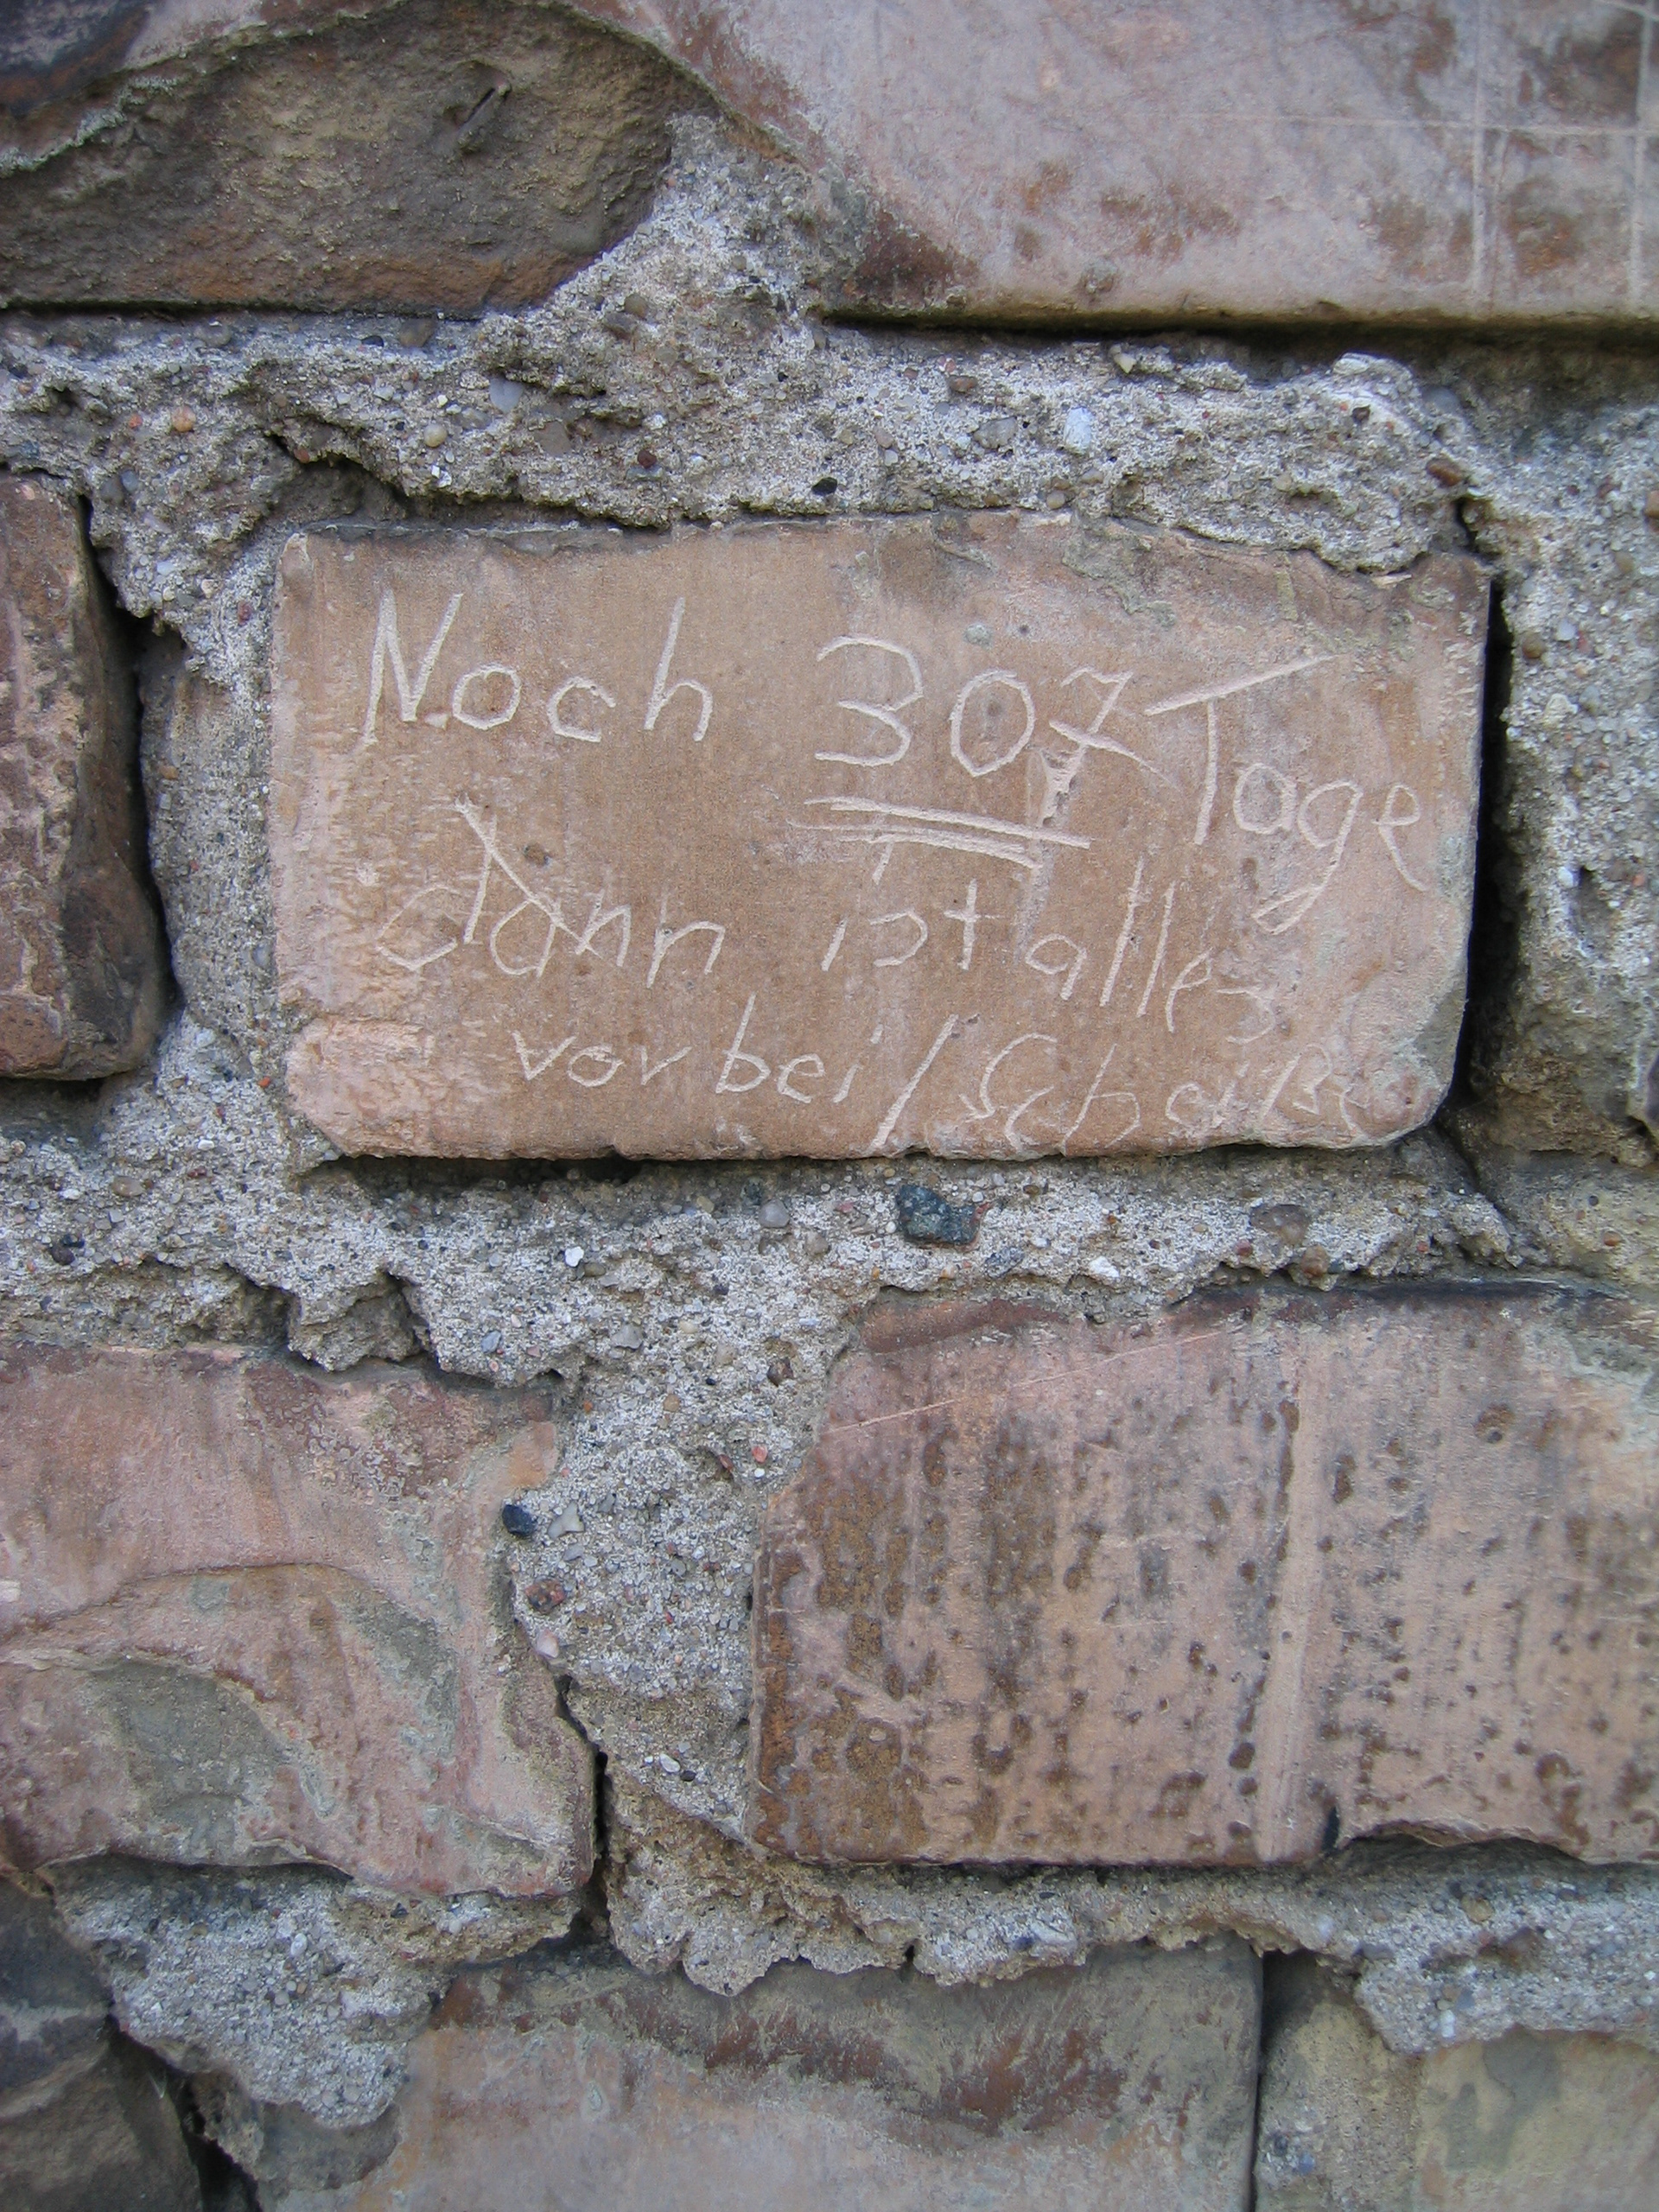 Noch 307 Tage
dann ist alles
vorbei/Scheiße